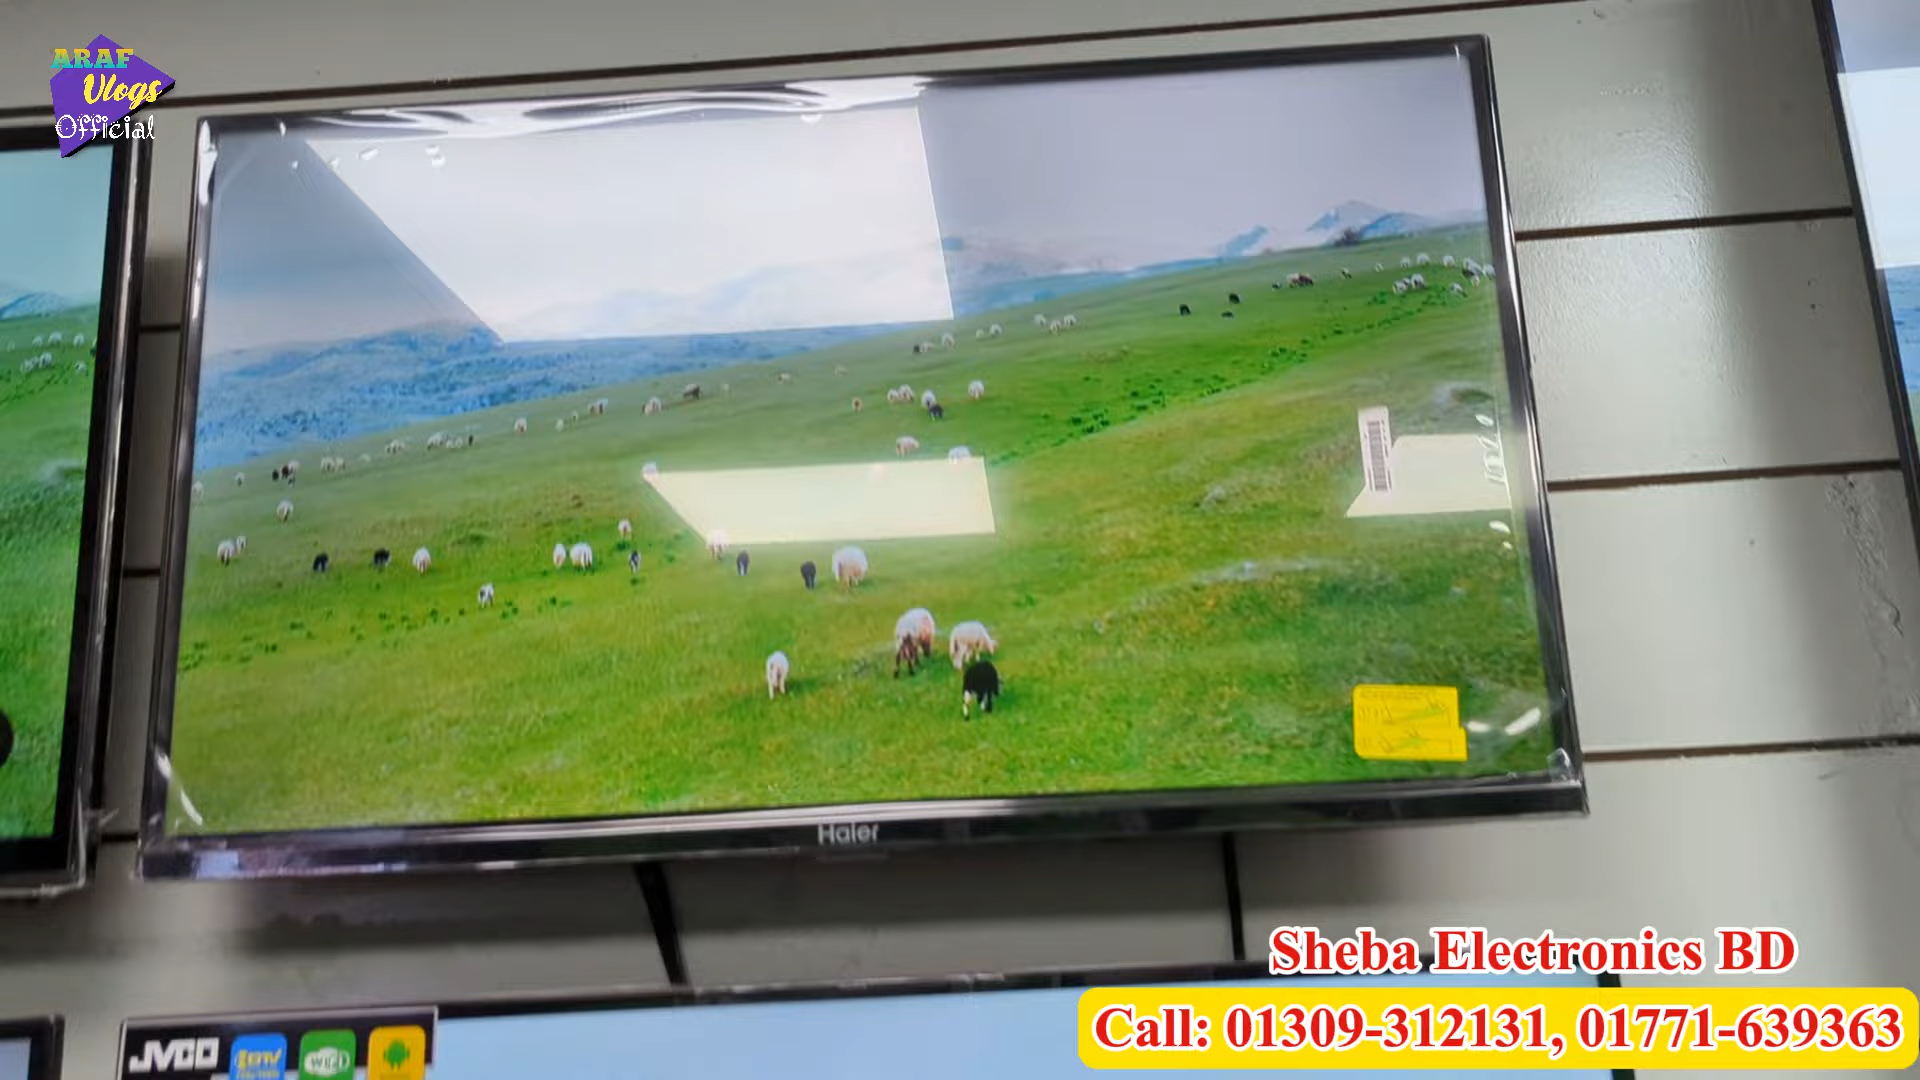 ARAF
Vlogs
Official
Haier
Sheba Electronics BD
Call: 01309-312131, 01771-639363
JVCO